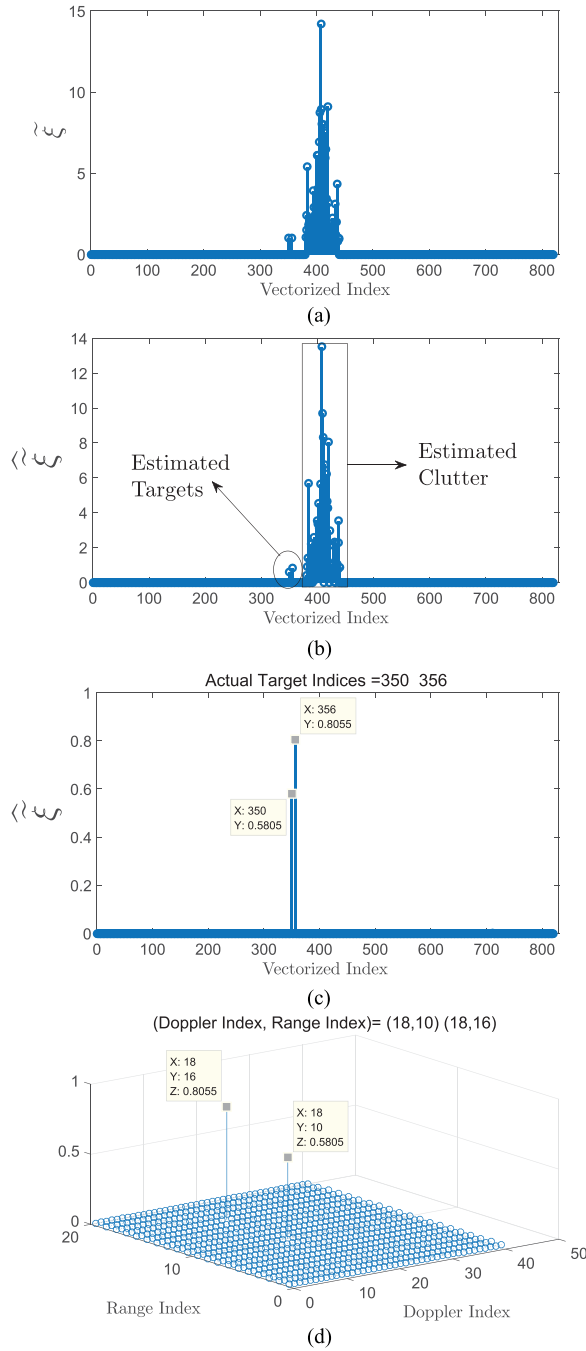 15
10
5
0
ξ̃
0 100 200 300 400 500 600 700 800
Vectorized Index
(a)
14
12
10
8
6
4
2
0
ξ̃̂
Estimated
Targets
Estimated
Clutter
0 100 200 300 400 500 600 700 800
Vectorized Index
(b)
Actual Target Indices =350 356
1
0.8
0.6
0.4
0.2
0
ξ̃̂
X: 356
Y: 0.8055
X: 350
Y: 0.5805
0 100 200 300 400 500 600 700 800
Vectorized Index
(c)
(Doppler Index, Range Index)= (18,10) (18,16)
X: 18
Y: 16
Z: 0.8055
X: 18
Y: 10
Z: 0.5805
1
0.5
0
20
10
0
0 10 20 30 40 50
Range Index
Doppler Index
(d)